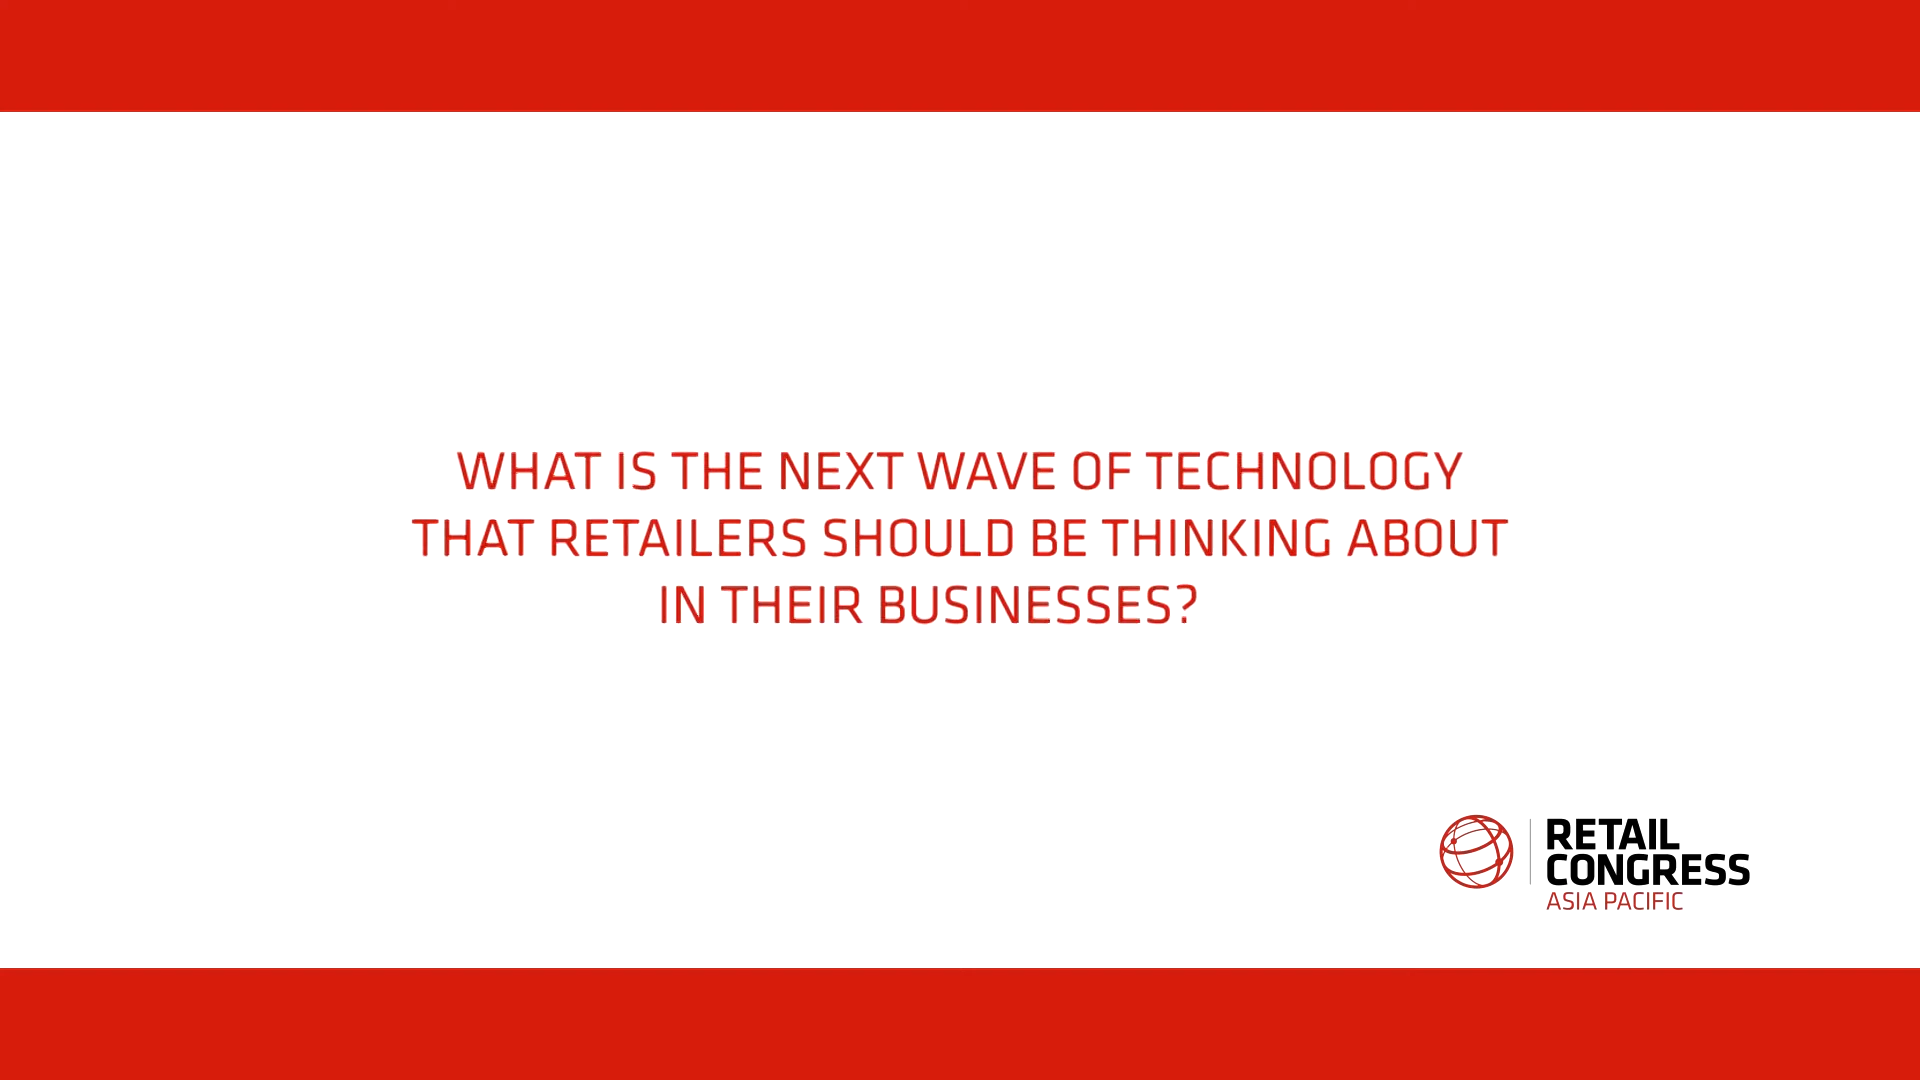 WHAT IS THE NEXT WAVE OF TECHNOLOGY
THAT RETAILERS SHOULD BE THINKING ABOUT
IN THEIR BUSINESSES?
RETAIL
CONGRESS
ASIA PACIFIC